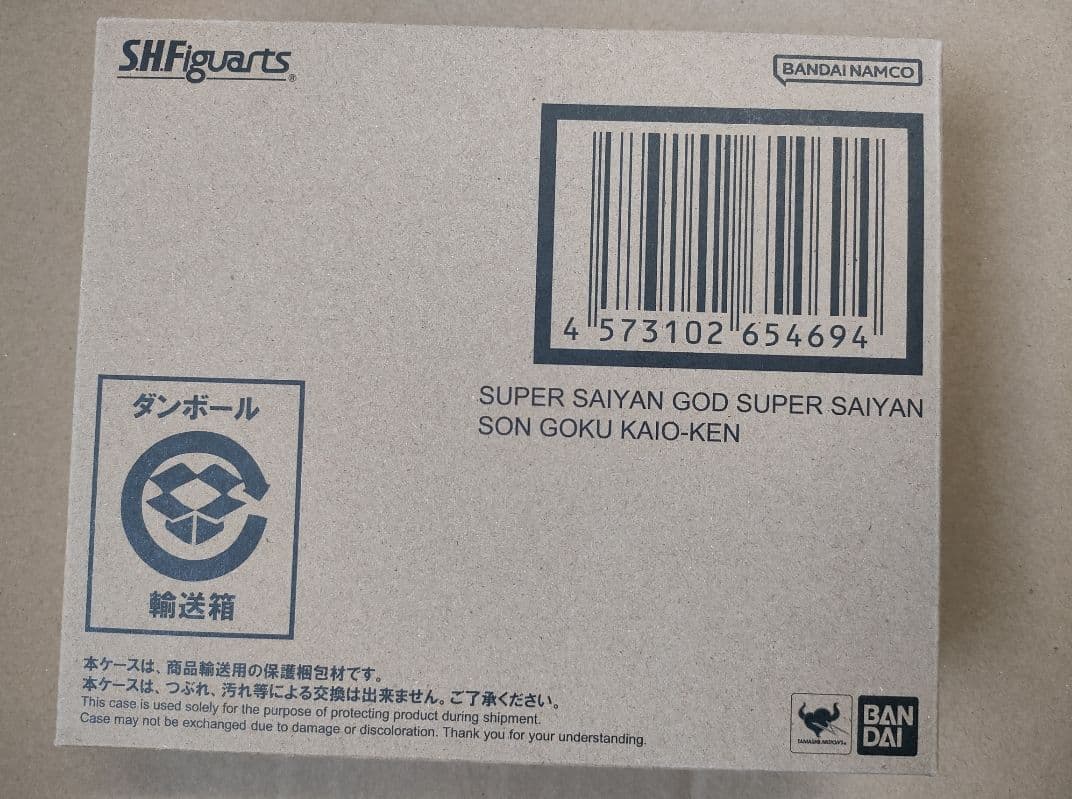 S.H.Figuarts®
BANDAI NAMCO
4 573102 654694
SUPER SAIYAN GOD SUPER SAIYAN
SON GOKU KAIO-KEN
ダンボール
輸送箱
本ケースは、商品輸送用の保護梱包材です。
本ケースは、つぶれ、汚れ等による交換は出来ません。ご了承ください。
This case is used solely for the purpose of protecting product during shipment.
Case may not be exchanged due to damage or discoloration. Thank you for your understanding.
TAMASHII NATIONS
BAN
DAI